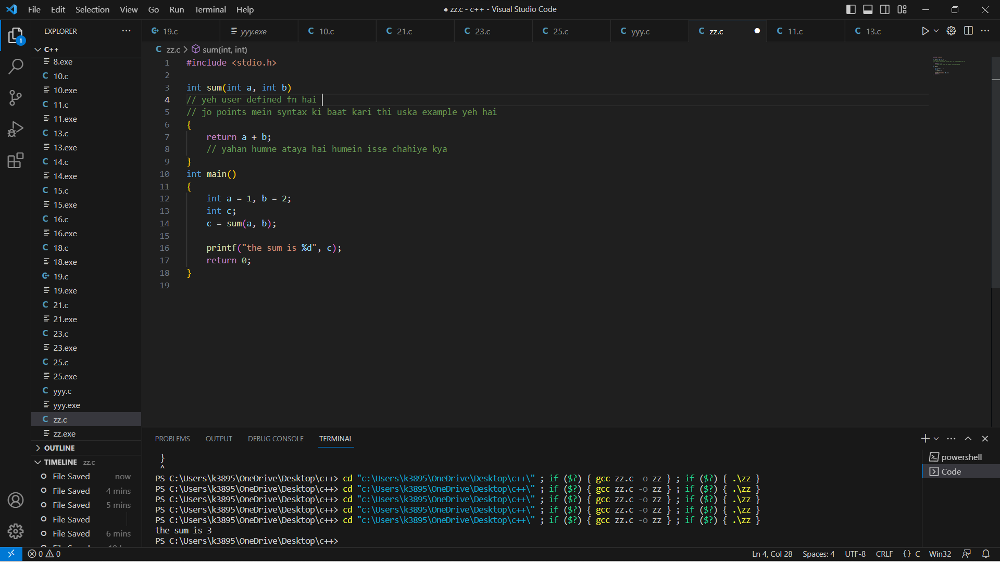 File Edit Selection View Go Run Terminal Help
● zz.c - c++ - Visual Studio Code
EXPLORER
19.c
yyy.exe
10.c
21.c
23.c
25.c
yyy.c
zz.c
11.c
13.c
1
C++
8.exe
10.c
10.exe
11.c
11.exe
13.c
13.exe
14.c
14.exe
15.c
15.exe
16.c
16.exe
18.c
18.exe
19.c
19.exe
21.c
21.exe
23.c
23.exe
25.c
25.exe
yyy.c
yyy.exe
zz.c
zz.exe
OUTLINE
TIMELINE zz.c
File Saved now
File Saved 4 mins
File Saved 5 mins
File Saved
File Saved 6 mins
zz.c > sum(int, int)
1 #include <stdio.h>
2
3 int sum(int a, int b)
4 // yeh user defined fn hai
5 // jo points mein syntax ki baat kari thi uska example yeh hai
6 {
7 return a + b;
8 // yahan humne ataya hai humein isse chahiye kya
9 }
10 int main()
11 {
12 int a = 1, b = 2;
13 int c;
14 c = sum(a, b);
15
16 printf("the sum is %d", c);
17 return 0;
18 }
19
PROBLEMS OUTPUT DEBUG CONSOLE TERMINAL
}
^
PS C:\Users\k3895\OneDrive\Desktop\c++> cd "c:\Users\k3895\OneDrive\Desktop\c++\" ; if ($?) { gcc zz.c -o zz } ; if ($?) { .\zz }
PS C:\Users\k3895\OneDrive\Desktop\c++> cd "c:\Users\k3895\OneDrive\Desktop\c++\" ; if ($?) { gcc zz.c -o zz } ; if ($?) { .\zz }
PS C:\Users\k3895\OneDrive\Desktop\c++> cd "c:\Users\k3895\OneDrive\Desktop\c++\" ; if ($?) { gcc zz.c -o zz } ; if ($?) { .\zz }
PS C:\Users\k3895\OneDrive\Desktop\c++> cd "c:\Users\k3895\OneDrive\Desktop\c++\" ; if ($?) { gcc zz.c -o zz } ; if ($?) { .\zz }
PS C:\Users\k3895\OneDrive\Desktop\c++> cd "c:\Users\k3895\OneDrive\Desktop\c++\" ; if ($?) { gcc zz.c -o zz } ; if ($?) { .\zz }
the sum is 3
PS C:\Users\k3895\OneDrive\Desktop\c++>
powershell
Code
0 0
Ln 4, Col 28 Spaces: 4 UTF-8 CRLF {} C Win32